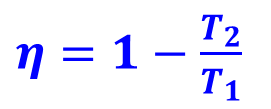 η = 1 − T₂/T₁